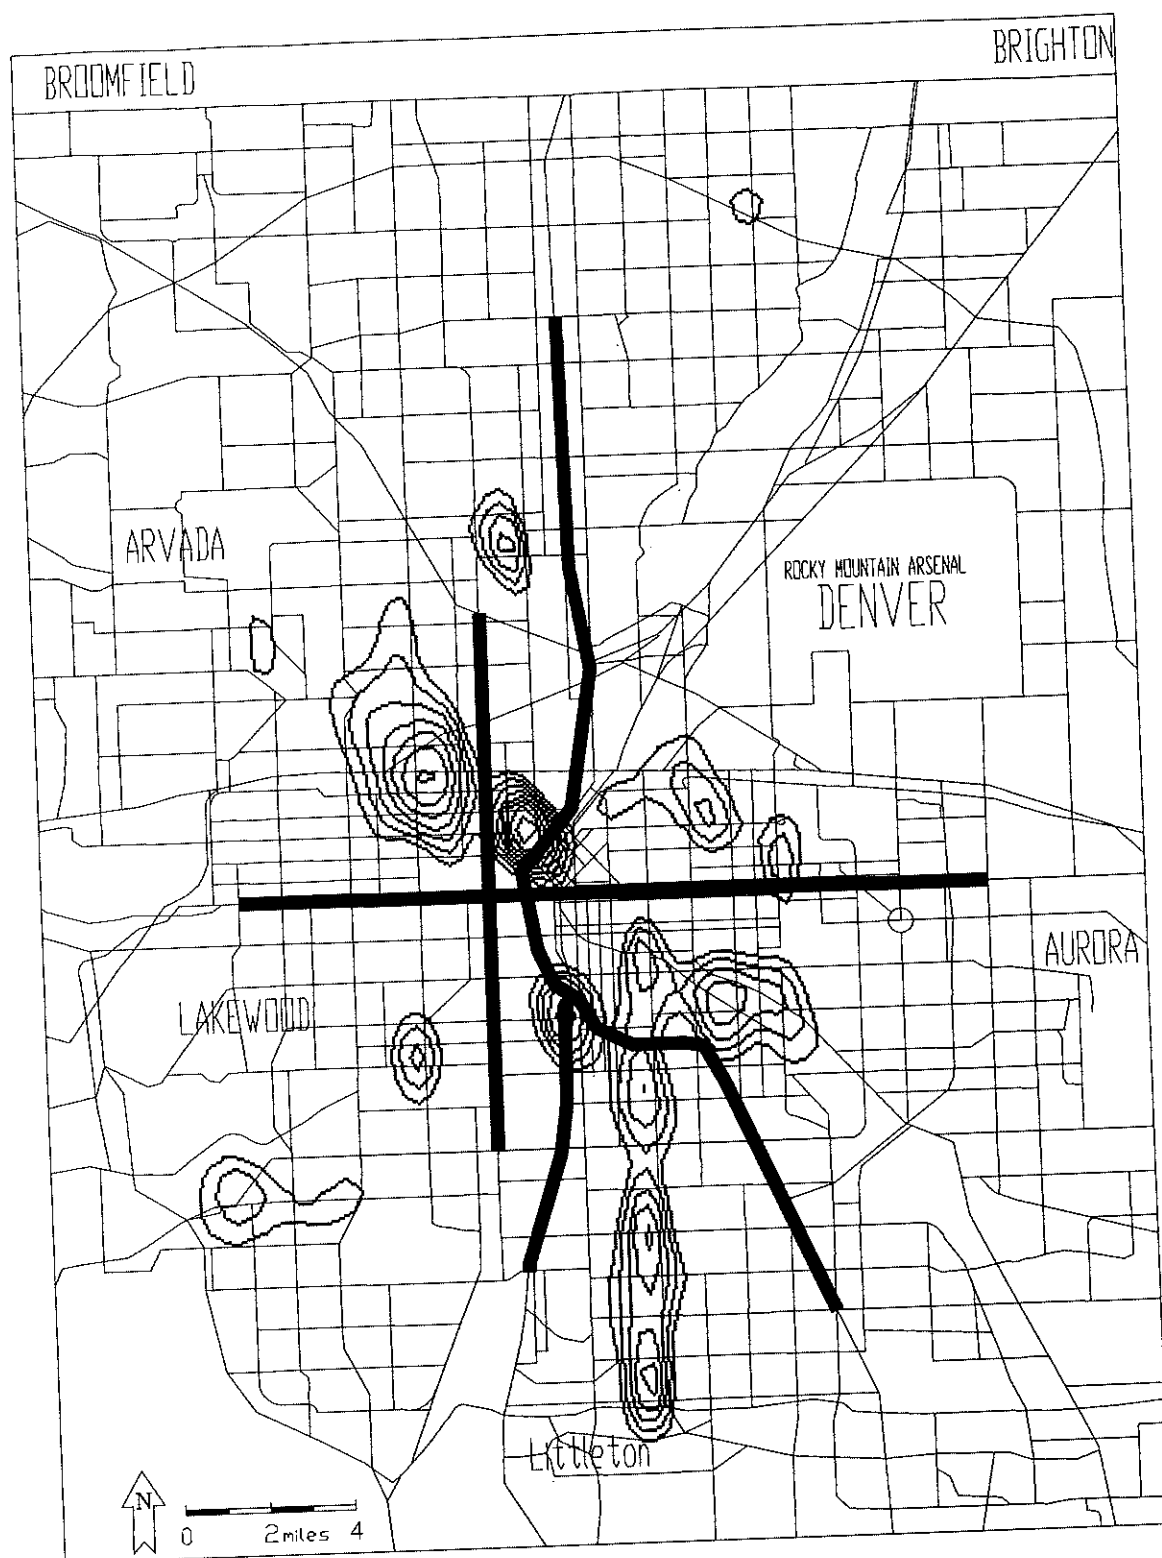 BROOMFIELD
BRIGHTON
ARVADA
ROCKY MOUNTAIN ARSENAL
DENVER
AURORA
LAKEWOOD
Littleton
N
0 2miles 4